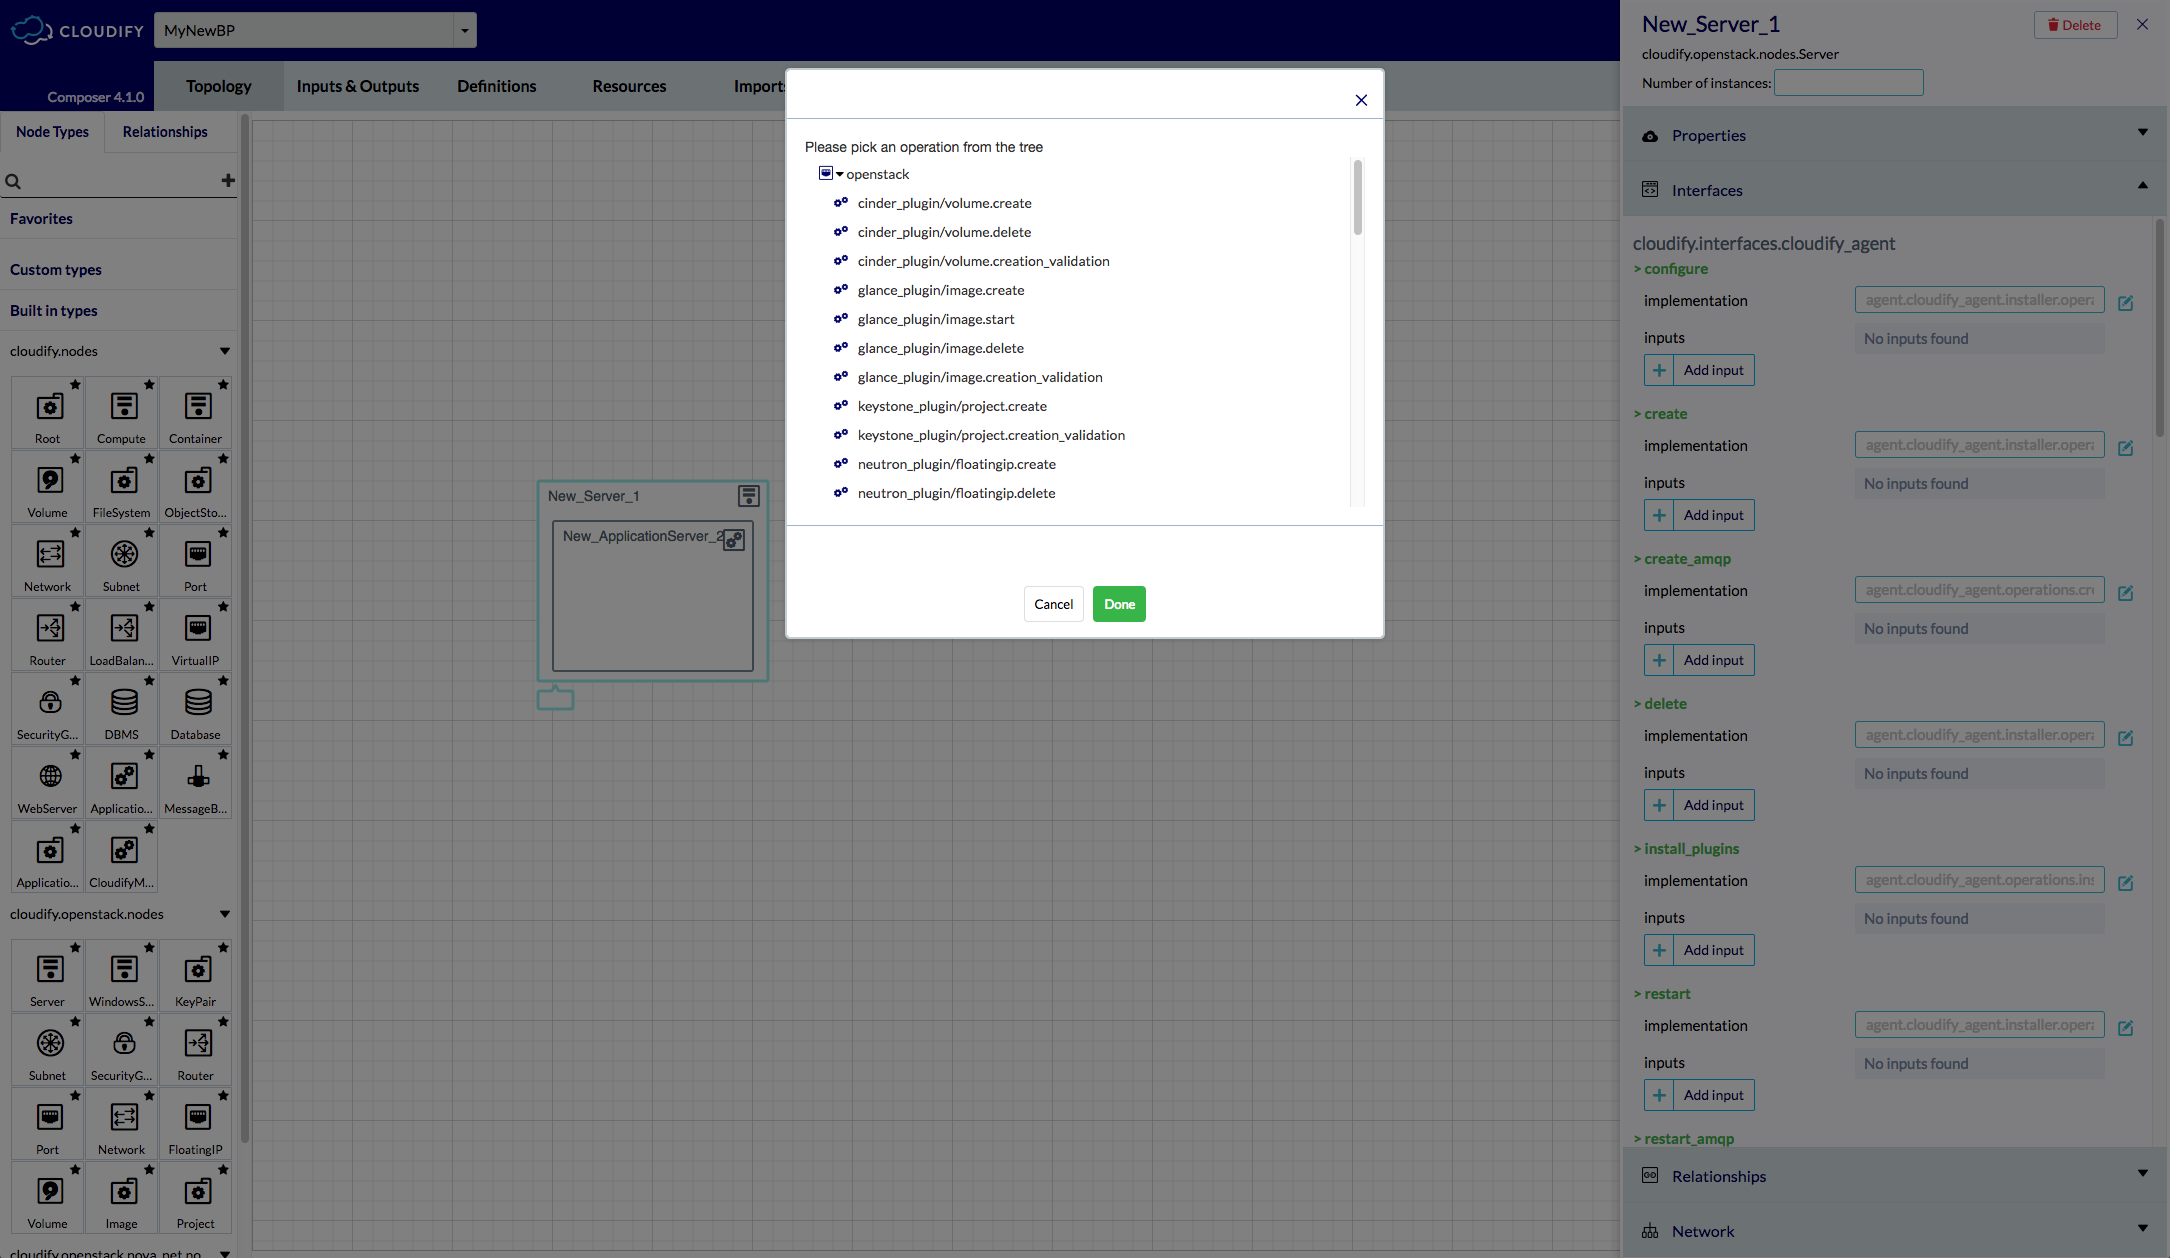 CLOUDIFY
MyNewBP
Composer 4.1.0
Topology
Inputs & Outputs
Definitions
Resources
Import
Node Types
Relationships
Favorites
Custom types
Built in types
cloudify.nodes
Root
Compute
Container
Volume
FileSystem
ObjectSto...
Network
Subnet
Port
Router
LoadBalan...
VirtualIP
SecurityG...
DBMS
Database
WebServer
Applicatio...
MessageB...
Applicatio...
CloudifyM...
cloudify.openstack.nodes
Server
WindowsS...
KeyPair
Subnet
SecurityG...
Router
Port
Network
FloatingIP
Volume
Image
Project
cloudify.openstack.nova_net.no...
New_Server_1
New_ApplicationServer_2
Please pick an operation from the tree
openstack
cinder_plugin/volume.create
cinder_plugin/volume.delete
cinder_plugin/volume.creation_validation
glance_plugin/image.create
glance_plugin/image.start
glance_plugin/image.delete
glance_plugin/image.creation_validation
keystone_plugin/project.create
keystone_plugin/project.creation_validation
neutron_plugin/floatingip.create
neutron_plugin/floatingip.delete
Cancel
Done
New_Server_1
Delete
cloudify.openstack.nodes.Server
Number of instances:
Properties
Interfaces
cloudify.interfaces.cloudify_agent
> configure
implementation
agent.cloudify_agent.installer.opera
inputs
No inputs found
+ Add input
> create
implementation
agent.cloudify_agent.installer.opera
inputs
No inputs found
+ Add input
> create_amqp
implementation
agent.cloudify_agent.operations.cre
inputs
No inputs found
+ Add input
> delete
implementation
agent.cloudify_agent.installer.opera
inputs
No inputs found
+ Add input
> install_plugins
implementation
agent.cloudify_agent.operations.ins
inputs
No inputs found
+ Add input
> restart
implementation
agent.cloudify_agent.installer.opera
inputs
No inputs found
+ Add input
> restart_amqp
Relationships
Network